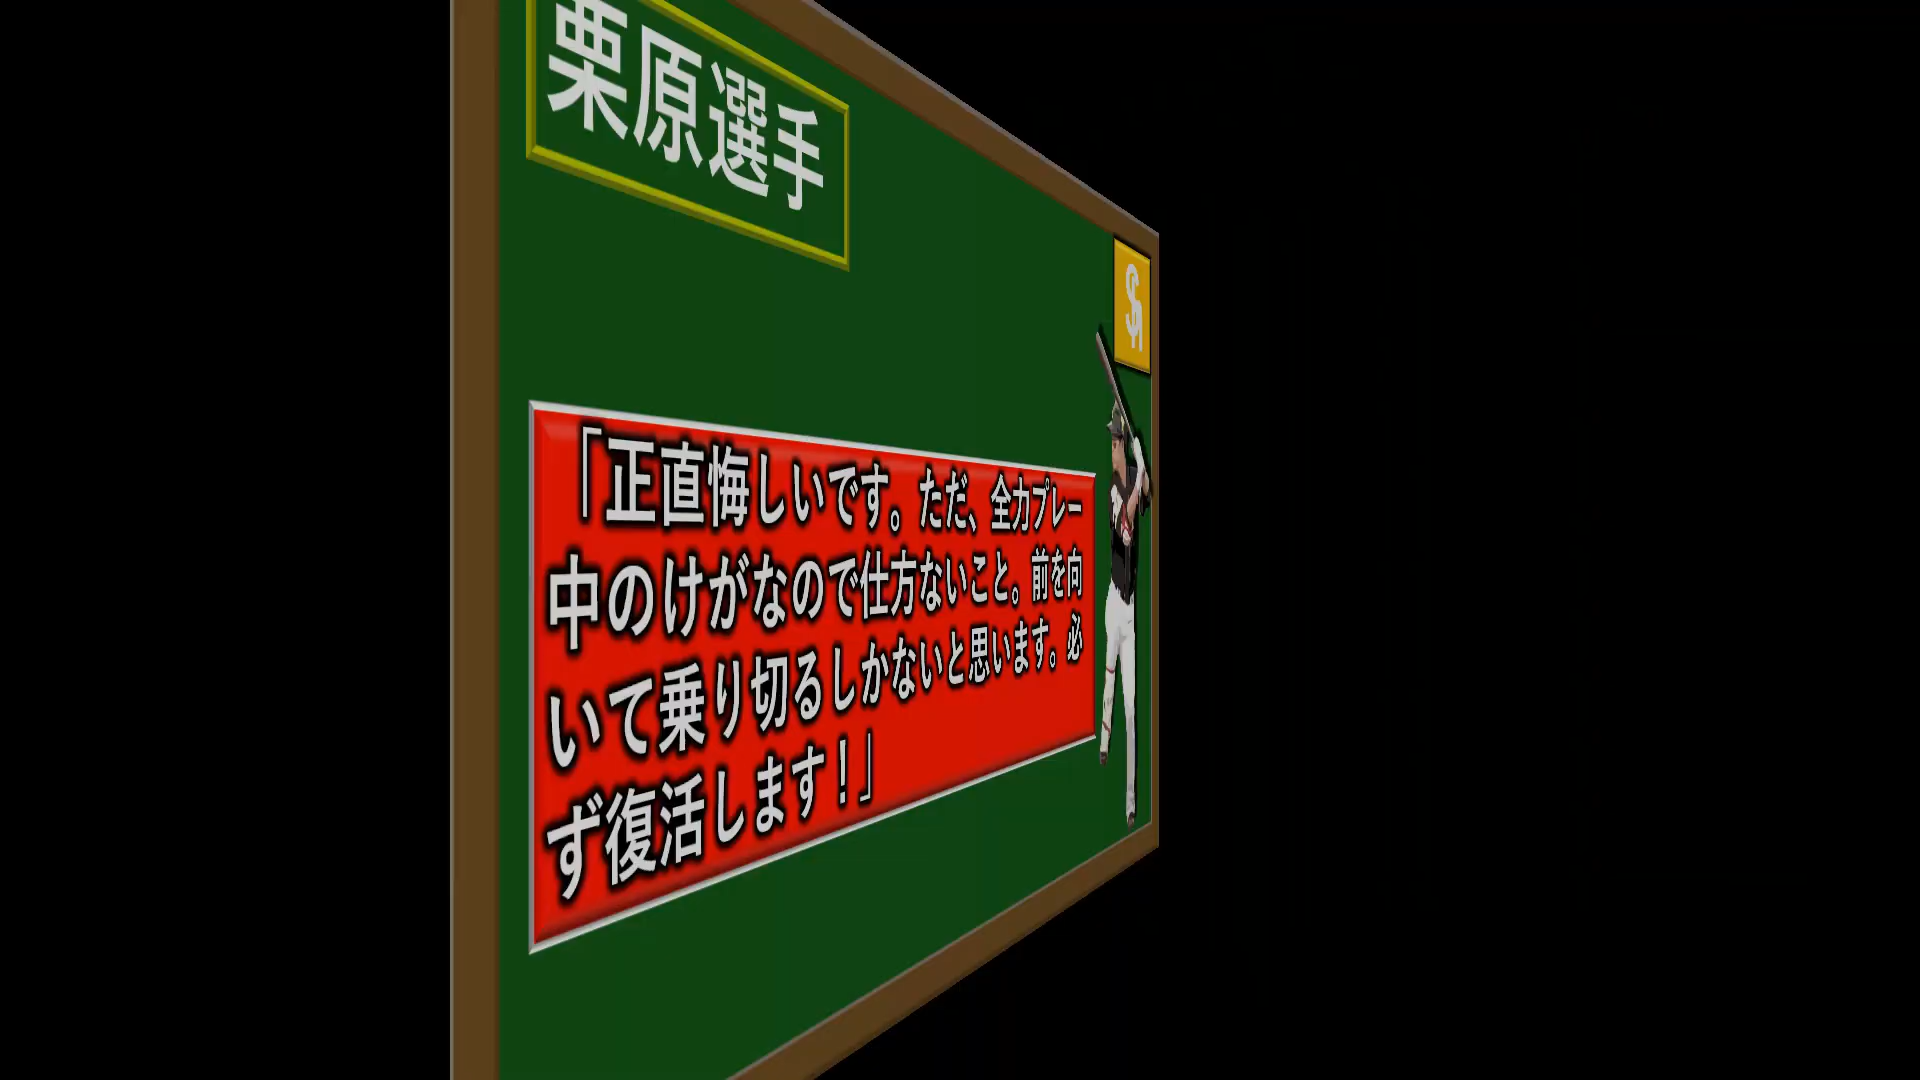 栗原選手
SH
「正直悔しいです。ただ、全力プレー
中のけがなので仕方ないこと。前を向
いて乗り切るしかないと思います。必
ず復活します！」